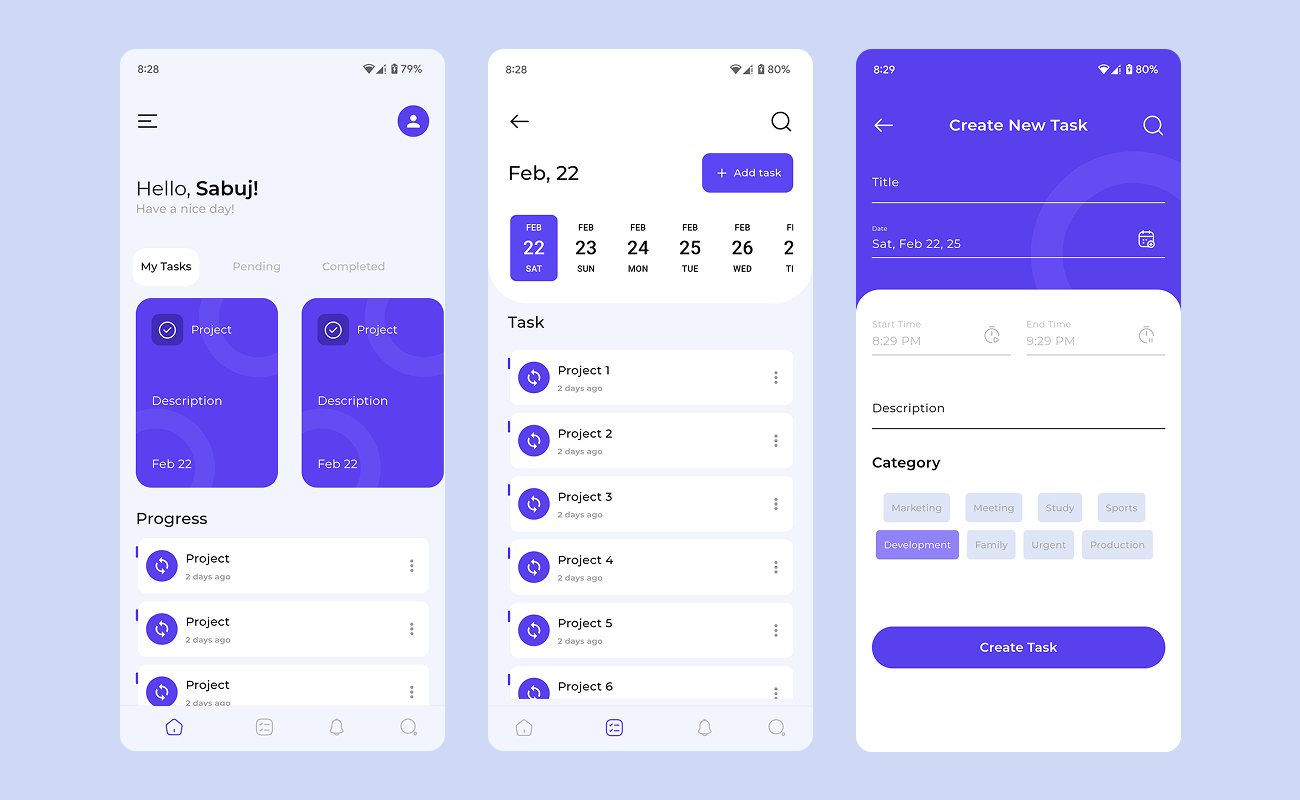 8:28 79%
Hello, Sabuj!
Have a nice day!
My Tasks Pending Completed
Project Project
Description Description
Feb 22 Feb 22
Progress
Project
2 days ago
Project
2 days ago
Project
2 days ago
8:28 80%
Feb, 22
+ Add task
FEB FEB FEB FEB FEB
22 23 24 25 26 2
SAT SUN MON TUE WED
Task
Project 1
2 days ago
Project 2
2 days ago
Project 3
2 days ago
Project 4
2 days ago
Project 5
2 days ago
Project 6
8:29 80%
Create New Task
Title
Date
Sat, Feb 22, 25
Start Time End Time
8:29 PM 9:29 PM
Description
Category
Marketing Meeting Study Sports
Development Family Urgent Production
Create Task